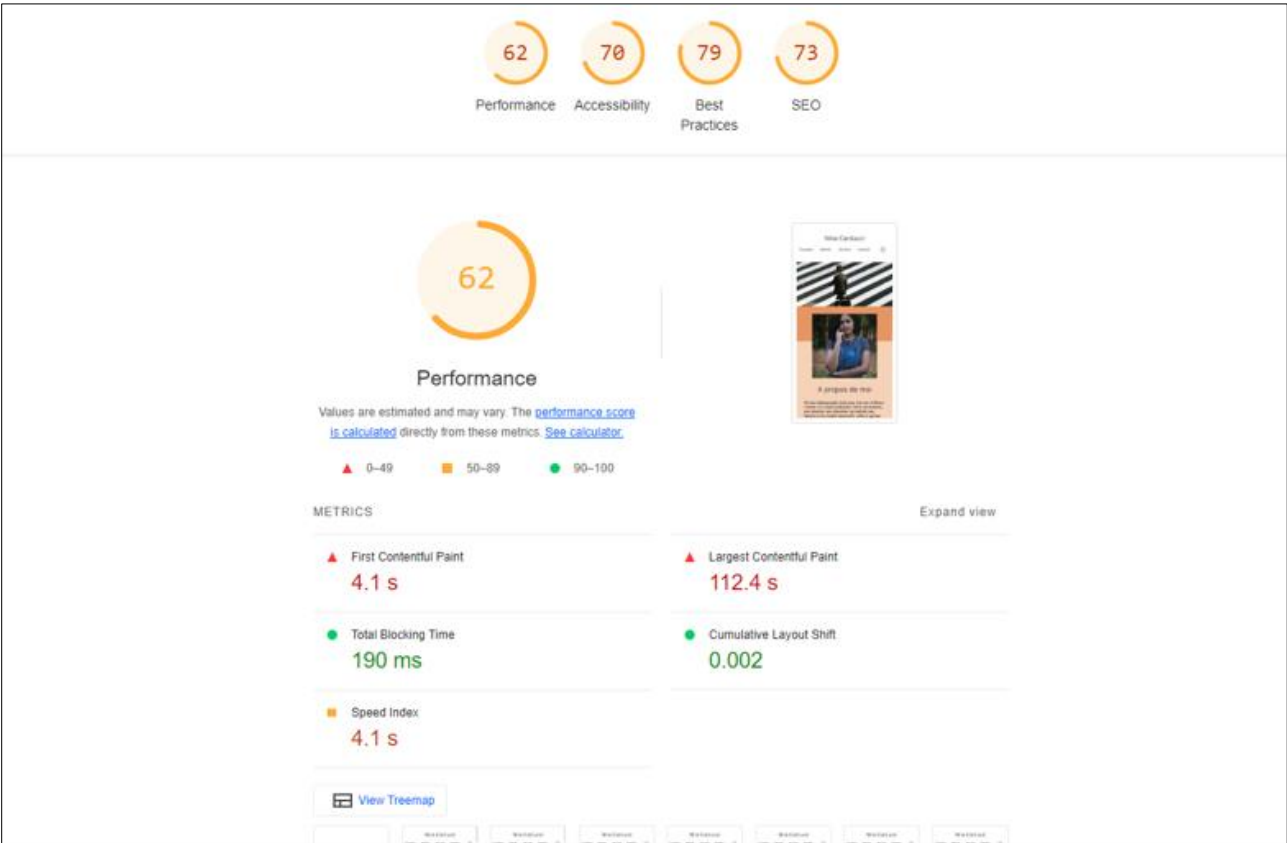 62 70 79 73
Performance Accessibility Best Practices SEO
62
Nina Carducci
Performance
A propos de moi
Values are estimated and may vary. The performance score
is calculated directly from these metrics. See calculator.
0–49 50–89 90–100
METRICS Expand view
First Contentful Paint
4.1 s
Largest Contentful Paint
112.4 s
Total Blocking Time
190 ms
Cumulative Layout Shift
0.002
Speed Index
4.1 s
View Treemap